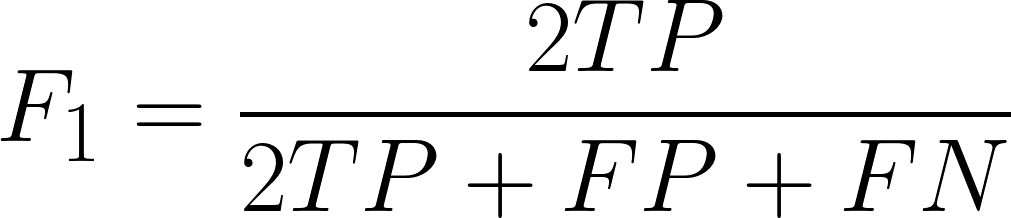 F_1 = \frac{2TP}{2TP + FP + FN}